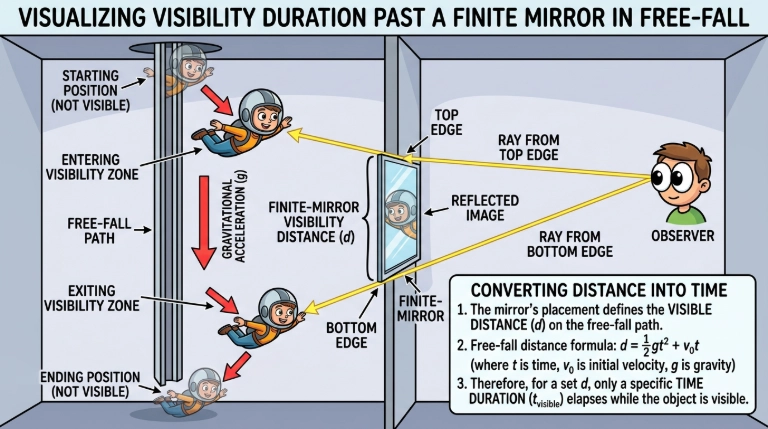 VISUALIZING VISIBILITY DURATION PAST A FINITE MIRROR IN FREE-FALL
STARTING
POSITION
(NOT VISIBLE)
ENTERING
VISIBILITY ZONE
FREE-FALL
PATH
EXITING
VISIBILITY ZONE
ENDING POSITION
(NOT VISIBLE)
GRAVITATIONAL
ACCELERATION (g)
FINITE-MIRROR
VISIBILITY
DISTANCE (d)
TOP
EDGE
RAY FROM
TOP EDGE
REFLECTED
IMAGE
OBSERVER
RAY FROM
BOTTOM EDGE
BOTTOM
EDGE
FINITE-
MIRROR
CONVERTING DISTANCE INTO TIME
1. The mirror's placement defines the VISIBLE
DISTANCE (d) on the free-fall path.
2. Free-fall distance formula: d = ½gt² + v₀t
(where t is time, v₀ is initial velocity, g is gravity)
3. Therefore, for a set d, only a specific TIME
DURATION (t_visible) elapses while the object is visible.